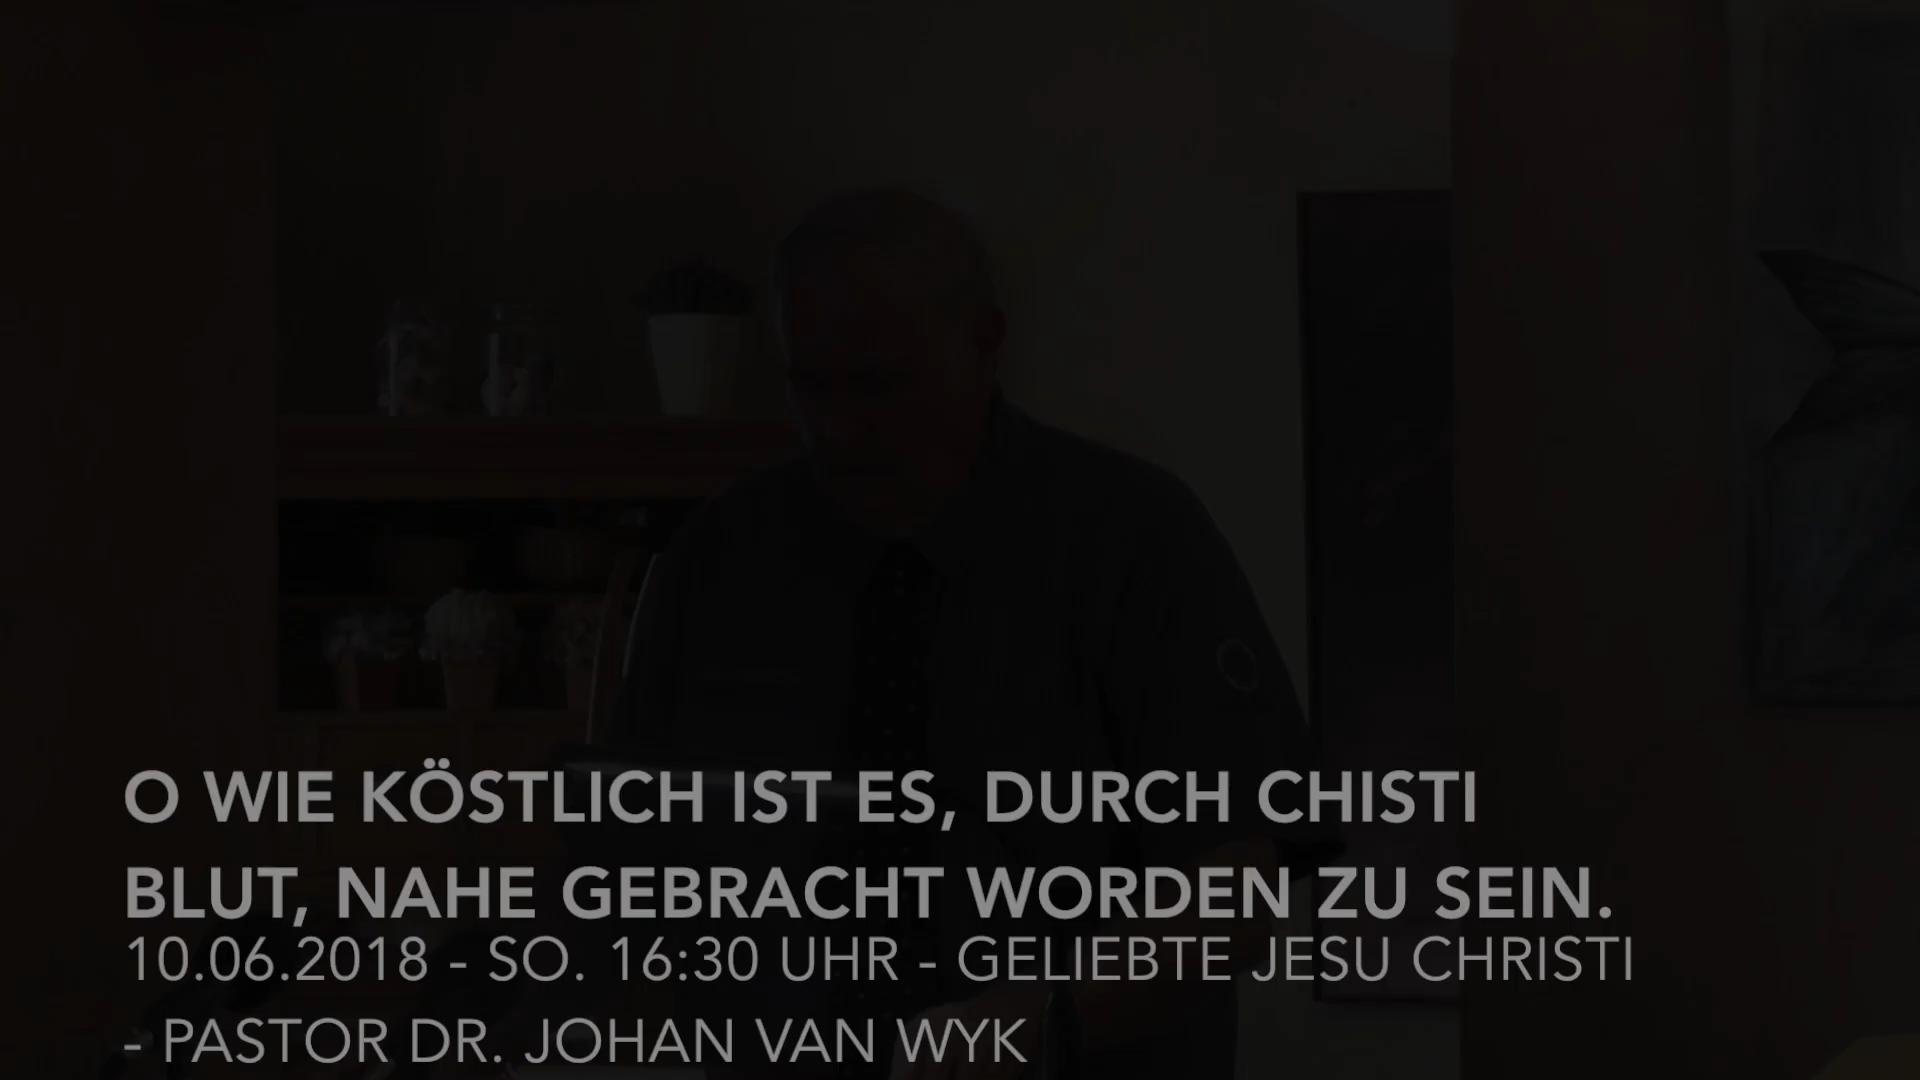 O WIE KÖSTLICH IST ES, DURCH CHISTI
BLUT, NAHE GEBRACHT WORDEN ZU SEIN.
10.06.2018 - SO. 16:30 UHR - GELIEBTE JESU CHRISTI
- PASTOR DR. JOHAN VAN WYK